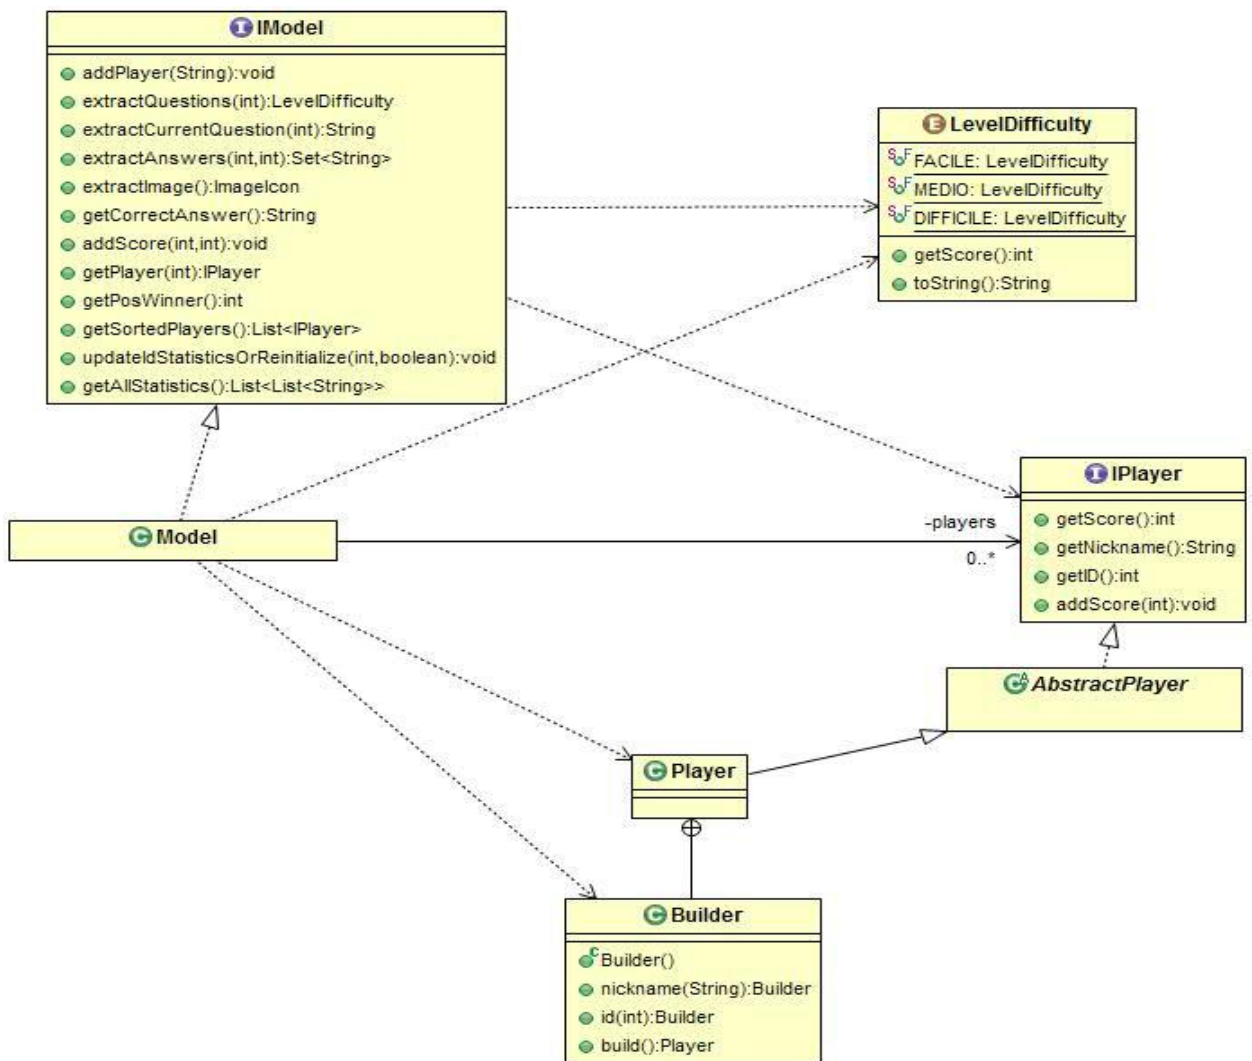 IModel
addPlayer(String):void
extractQuestions(int):LevelDifficulty
extractCurrentQuestion(int):String
extractAnswers(int,int):Set<String>
extractImage():ImageIcon
getCorrectAnswer():String
addScore(int,int):void
getPlayer(int):IPlayer
getPosWinner():int
getSortedPlayers():List<IPlayer>
updateIdStatisticsOrReinitialize(int,boolean):void
getAllStatistics():List<List<String>>
LevelDifficulty
FACILE: LevelDifficulty
MEDIO: LevelDifficulty
DIFFICILE: LevelDifficulty
getScore():int
toString():String
Model
-players
0..*
IPlayer
getScore():int
getNickname():String
getID():int
addScore(int):void
AbstractPlayer
Player
Builder
Builder()
nickname(String):Builder
id(int):Builder
build():Player